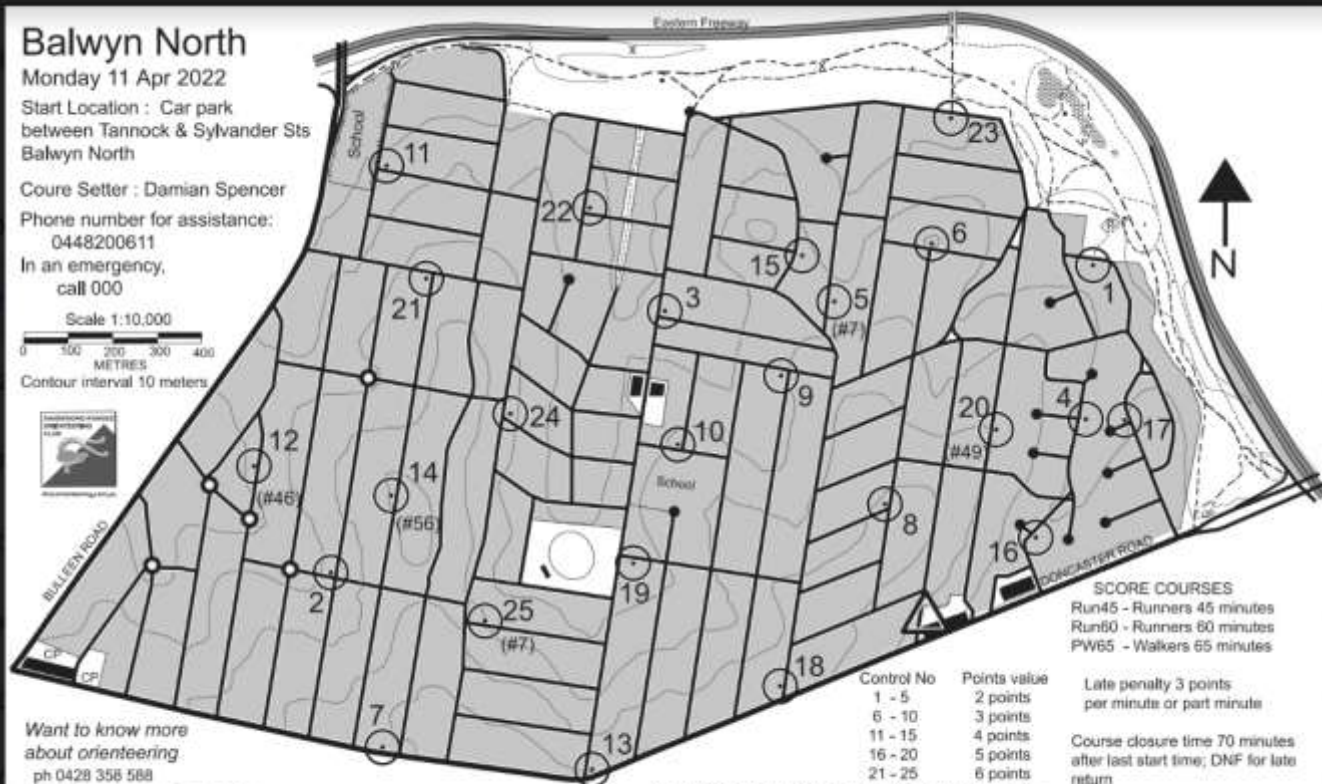 Balwyn North
Monday 11 Apr 2022
Start Location : Car park
between Tannock & Sylvander Sts
Balwyn North
Coure Setter : Damian Spencer
Phone number for assistance:
0448200611
In an emergency,
call 000
Scale 1:10,000
0 100 200 300 400
METRES
Contour interval 10 meters
Eastern Freeway
School
11
22
23
15
6
N
21
3
5
(#7)
1
9
24
10
20
(#49)
4
17
12
(#46)
14
(#56)
School
8
16
BULLEEN ROAD
DONCASTER ROAD
2
19
25
(#7)
18
CP
CP
7
13
SCORE COURSES
Run45 - Runners 45 minutes
Run60 - Runners 60 minutes
PW65 - Walkers 65 minutes
Control No Points value
1 - 5 2 points
6 - 10 3 points
11 - 15 4 points
16 - 20 5 points
21 - 25 6 points
Late penalty 3 points
per minute or part minute
Course closure time 70 minutes
after last start time; DNF for late
return
Want to know more
about orienteering
ph 0428 358 588